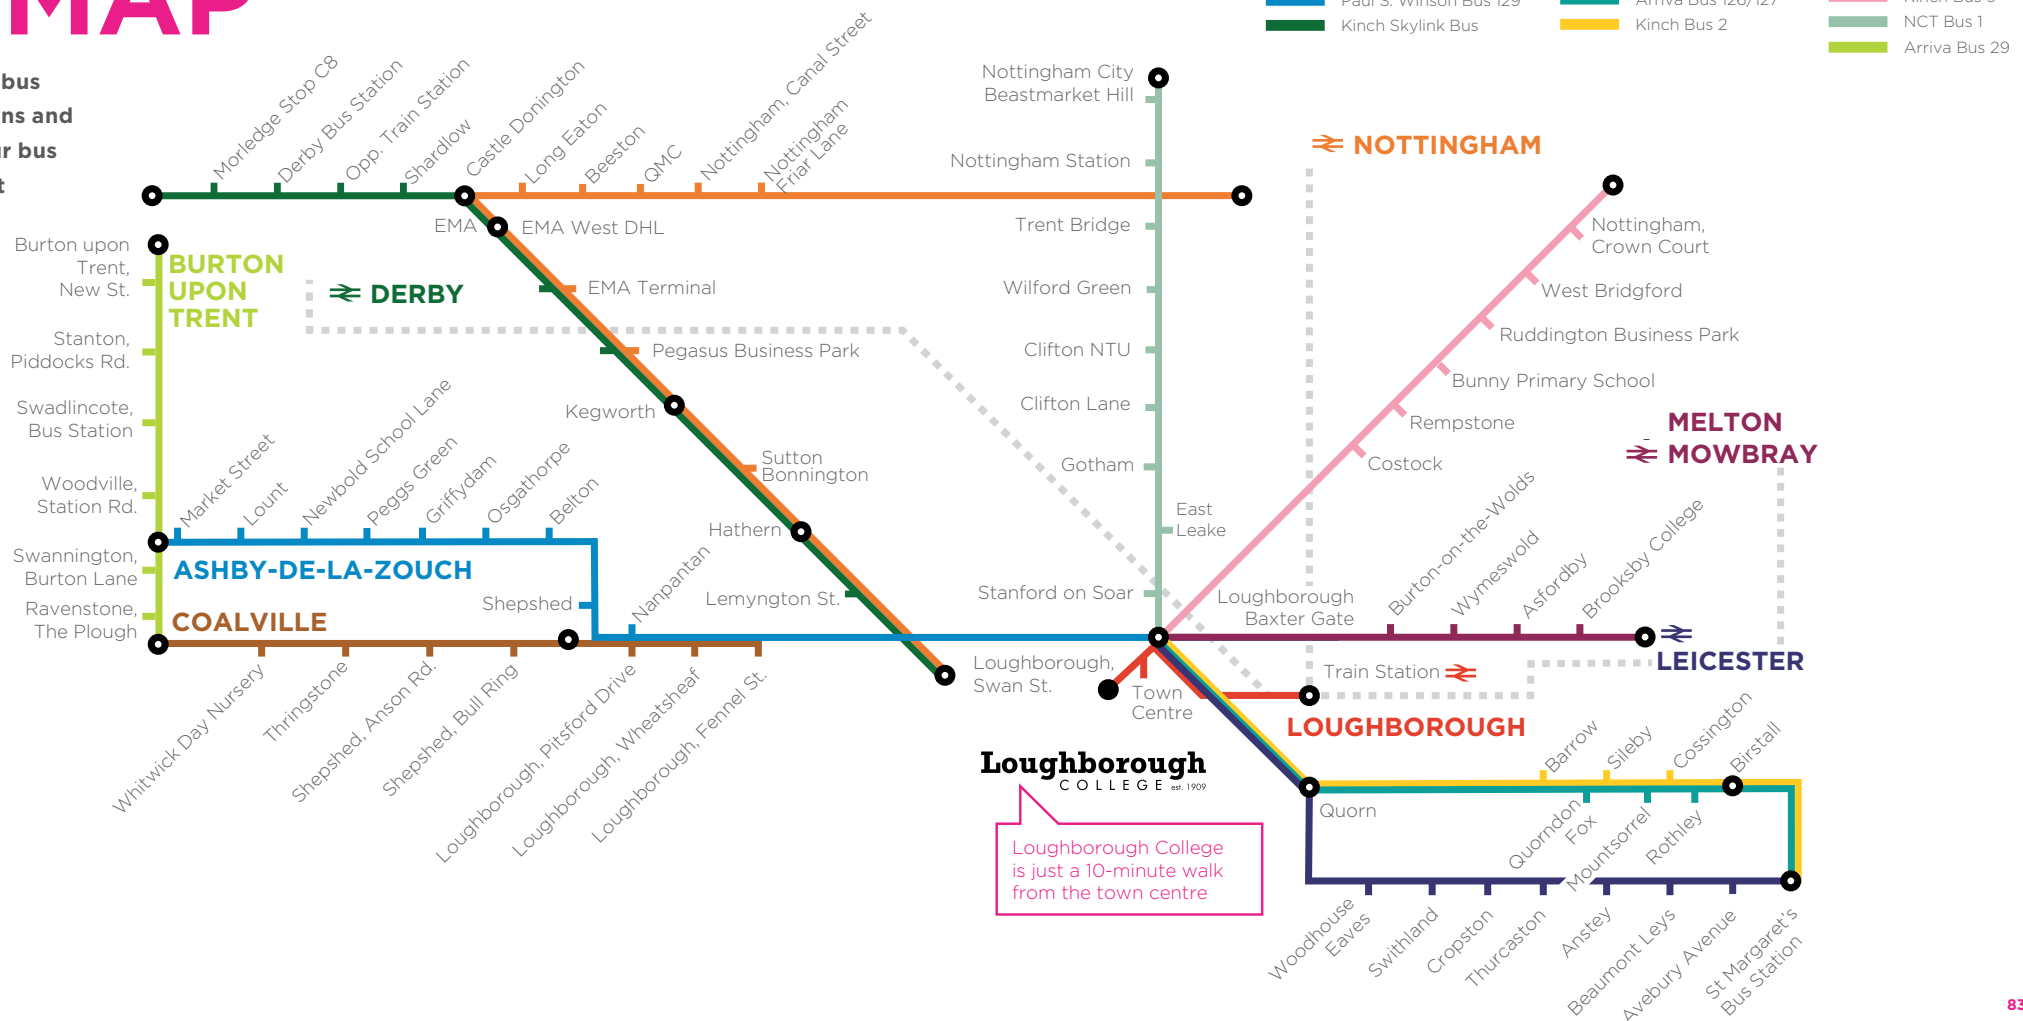 MAP
bus
ns and
ur bus
t
Paul S. Winson Bus 129
Kinch Skylink Bus
Arriva Bus 126/127
Kinch Bus 2
NCT Bus 1
Arriva Bus 29
Morledge Stop C8
Derby Bus Station
Opp. Train Station
Shardlow
Castle Donington
Long Eaton
Beeston
QMC
Nottingham, Canal Street
Nottingham
Friar Lane
Nottingham City
Beastmarket Hill
Nottingham Station
Trent Bridge
Wilford Green
Clifton NTU
Clifton Lane
Gotham
East
Leake
Stanford on Soar
NOTTINGHAM
Nottingham,
Crown Court
West Bridgford
Ruddington Business Park
Bunny Primary School
Rempstone
Costock
MELTON
MOWBRAY
EMA
EMA West DHL
EMA Terminal
Pegasus Business Park
Kegworth
Sutton
Bonnington
Hathern
Lemyngton St.
Loughborough,
Swan St.
DERBY
Burton upon
Trent,
New St.
BURTON
UPON
TRENT
Stanton,
Piddocks Rd.
Swadlincote,
Bus Station
Woodville,
Station Rd.
Swannington,
Burton Lane
Ravenstone,
The Plough
Market Street
Lount
Newbold School Lane
Peggs Green
Griffydam
Osgathorpe
Belton
ASHBY-DE-LA-ZOUCH
Shepshed
Nanpantan
COALVILLE
Whitwick Day Nursery
Thringstone
Shepshed, Anson Rd.
Shepshed, Bull Ring
Loughborough, Pitsford Drive
Loughborough, Wheatsheaf
Loughborough, Fennel St.
Loughborough
Baxter Gate
Burton-on-the-Wolds
Wymeswold
Asfordby
Brooksby College
LEICESTER
Train Station
Town
Centre
LOUGHBOROUGH
Loughborough
COLLEGE est. 1909
Loughborough College
is just a 10-minute walk
from the town centre
Quorn
Barrow
Sileby
Cossington
Birstall
Quorndon
Fox
Mountsorrel
Rothley
Woodhouse
Eaves
Swithland
Cropston
Thurcaston
Anstey
Beaumont Leys
Avebury Avenue
St Margaret's
Bus Station
83